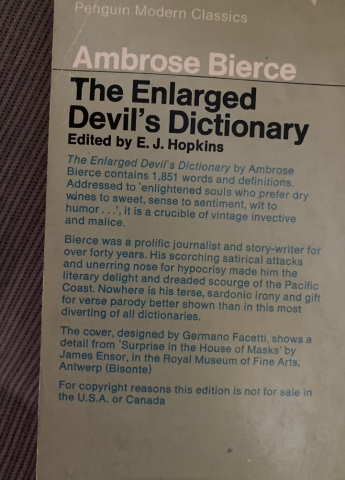 Penguin Modern Classics
Ambrose Bierce
The Enlarged
Devil's Dictionary
Edited by E. J. Hopkins
The Enlarged Devil's Dictionary by Ambrose
Bierce contains 1,851 words and definitions.
Addressed to 'enlightened souls who prefer dry
wines to sweet, sense to sentiment, wit to
humor . . .', it is a crucible of vintage invective
and malice.
Bierce was a prolific journalist and story-writer for
over forty years. His scorching satirical attacks
and unerring nose for hypocrisy made him the
literary delight and dreaded scourge of the Pacific
Coast. Nowhere is his terse, sardonic irony and gift
for verse parody better shown than in this most
diverting of all dictionaries.
The cover, designed by Germano Facetti, shows a
detail from 'Surprise in the House of Masks' by
James Ensor, in the Royal Museum of Fine Arts,
Antwerp (Bisonte)
For copyright reasons this edition is not for sale in
the U.S.A. or Canada